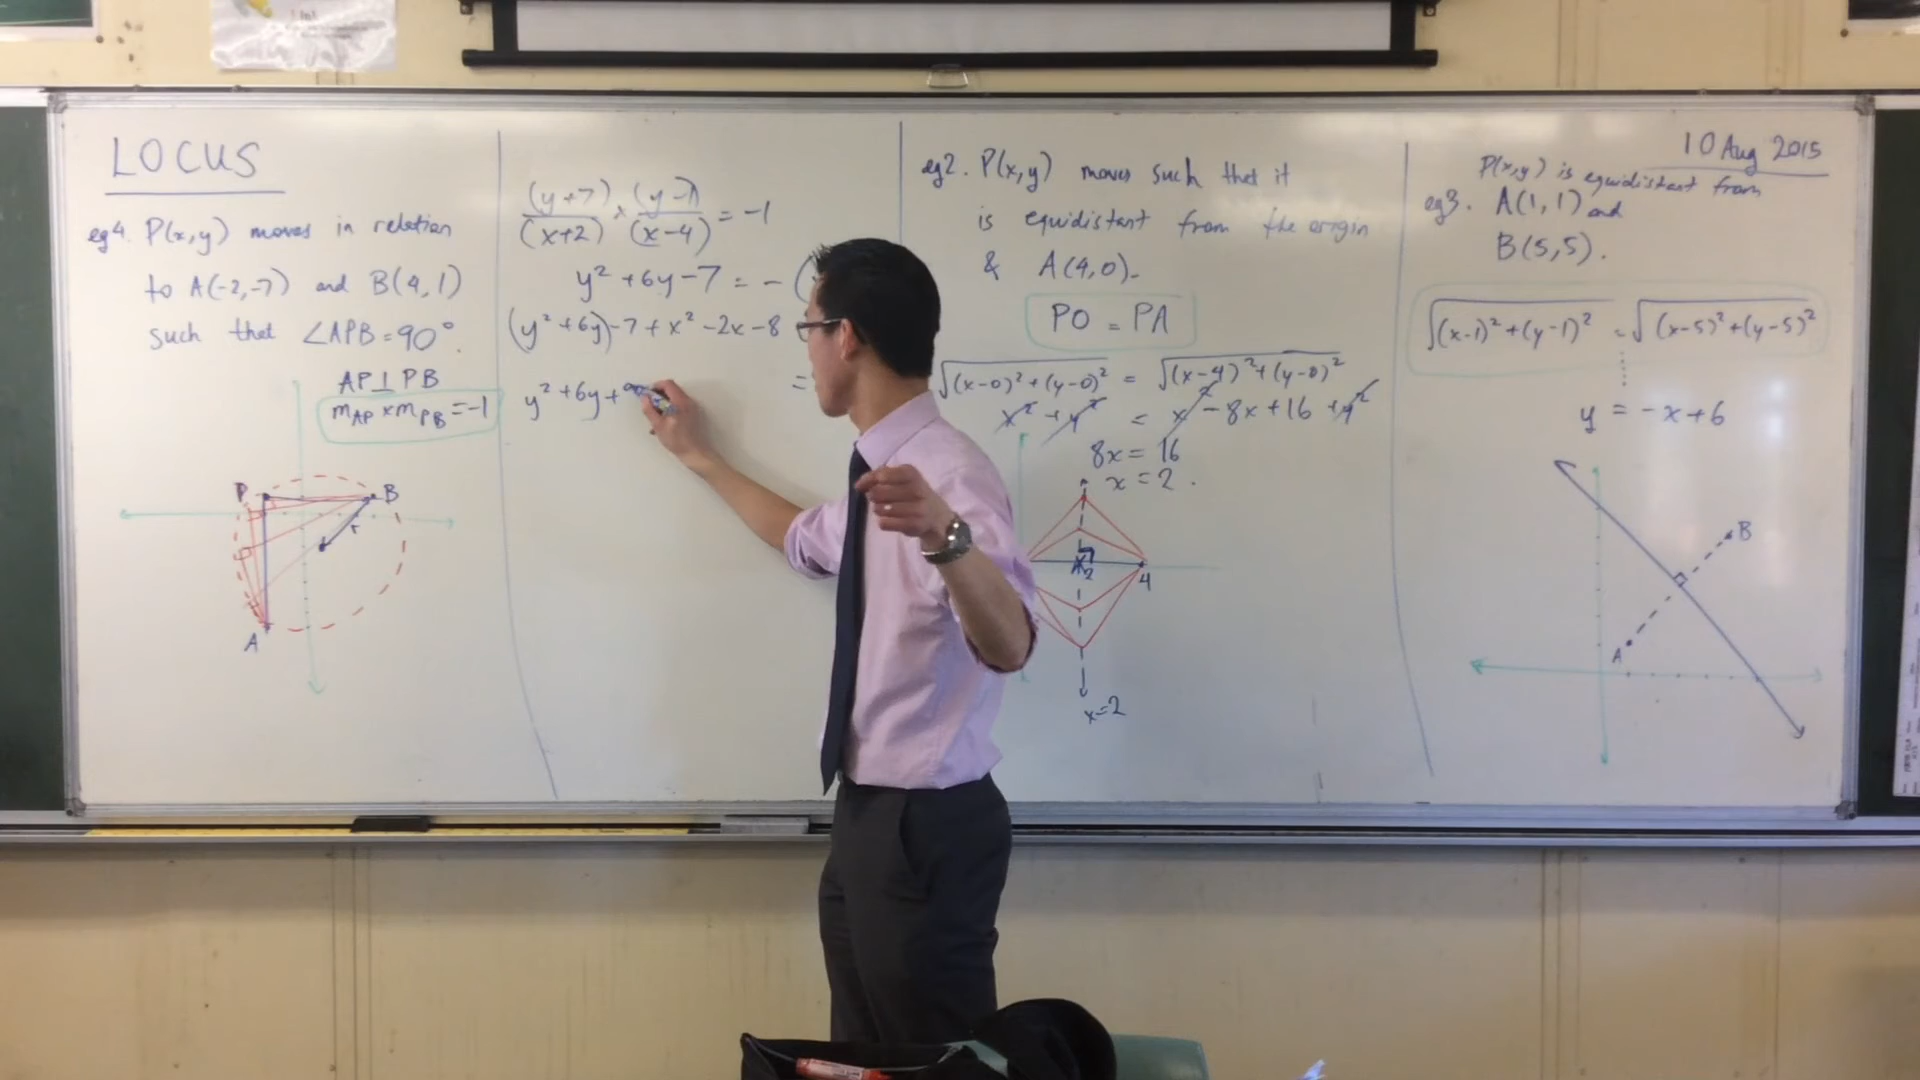 LOCUS
eg4. P(x,y) moves in relation
to A(-2,-7) and B(4,1)
such that ∠APB = 90°.
AP ⊥ PB
m_AP × m_PB = -1
P
B
r
A
(y+7)/(x+2) × (y-1)/(x-4) = -1
y² + 6y - 7 = - (
(y² + 6y) - 7 + x² - 2x - 8
=
y² + 6y +
eg2. P(x,y) moves such that it
is equidistant from the origin
& A(4,0).
PO = PA
√(x-0)² + (y-0)² = √(x-4)² + (y-0)²
x² + y² = x² - 8x + 16 + y²
8x = 16
x = 2.
2
4
x=2
10 Aug 2015
P(x,y) is equidistant from
eg3. A(1,1) and
B(5,5).
√(x-1)² + (y-1)² = √(x-5)² + (y-5)²
y = -x+6
B
A